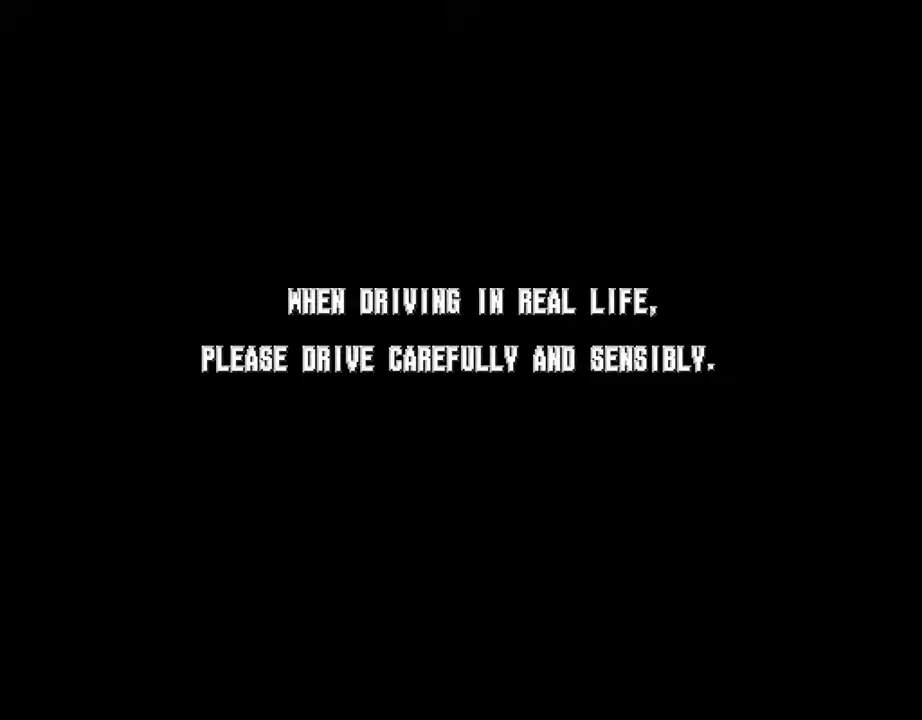 WHEN DRIVING IN REAL LIFE,
PLEASE DRIVE CAREFULLY AND SENSIBLY.